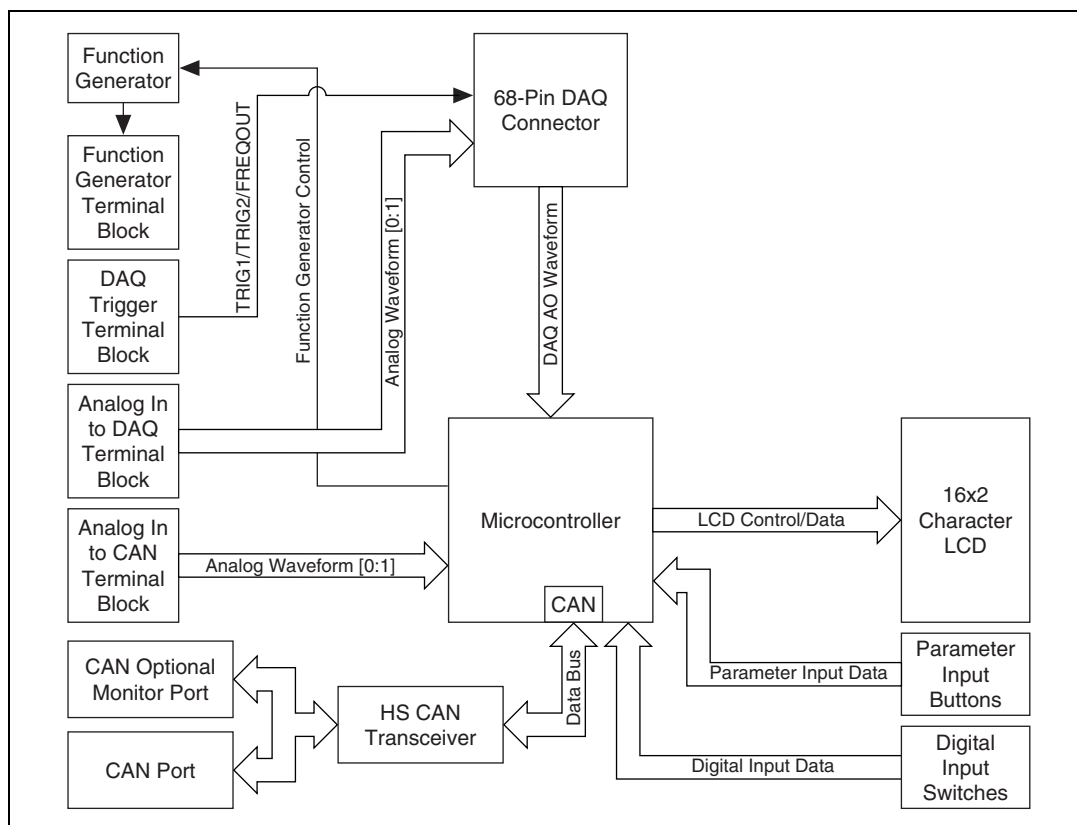 Function
Generator
Function
Generator
Terminal
Block
DAQ
Trigger
Terminal
Block
Analog In
to DAQ
Terminal
Block
Analog In
to CAN
Terminal
Block
TRIG1/TRIG2/FREQOUT
Function Generator Control
Analog Waveform [0:1]
68-Pin DAQ
Connector
DAQ AO Waveform
Analog Waveform [0:1]
Microcontroller
CAN
LCD Control/Data
16x2
Character
LCD
Parameter Input Data
Parameter
Input
Buttons
Digital Input Data
Digital
Input
Switches
Data Bus
HS CAN
Transceiver
CAN Optional
Monitor Port
CAN Port